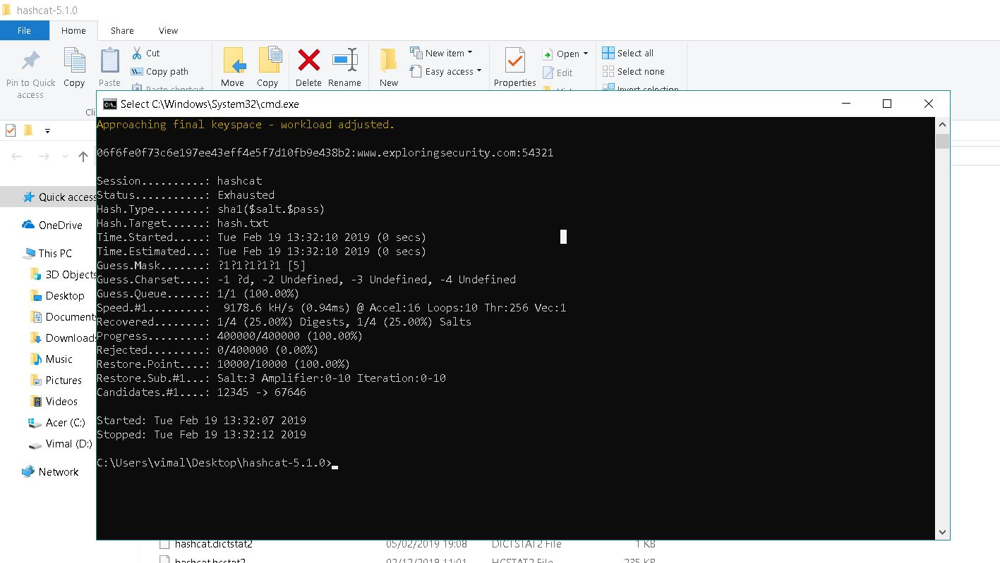 hashcat-5.1.0
File Home Share View
Pin to Quick access
Copy
Paste
Cut
Copy path
Paste shortcut
Move
Copy
Delete
Rename
New
New item
Easy access
Properties
Open
Edit
Select all
Select none
Invert selection
Select C:\Windows\System32\cmd.exe
Approaching final keyspace - workload adjusted.
06f6fe0f73c6e197ee43eff4e5f7d10fb9e438b2:www.exploringsecurity.com:54321
Session..........: hashcat
Status...........: Exhausted
Hash.Type........: sha1($salt.$pass)
Hash.Target......: hash.txt
Time.Started.....: Tue Feb 19 13:32:10 2019 (0 secs)
Time.Estimated...: Tue Feb 19 13:32:10 2019 (0 secs)
Guess.Mask.......: ?1?1?1?1?1 [5]
Guess.Charset....: -1 ?d, -2 Undefined, -3 Undefined, -4 Undefined
Guess.Queue......: 1/1 (100.00%)
Speed.#1.........:  9178.6 kH/s (0.94ms) @ Accel:16 Loops:10 Thr:256 Vec:1
Recovered........: 1/4 (25.00%) Digests, 1/4 (25.00%) Salts
Progress.........: 400000/400000 (100.00%)
Rejected.........: 0/400000 (0.00%)
Restore.Point....: 10000/10000 (100.00%)
Restore.Sub.#1...: Salt:3 Amplifier:0-10 Iteration:0-10
Candidates.#1....: 12345 -> 67646
Started: Tue Feb 19 13:32:07 2019
Stopped: Tue Feb 19 13:32:12 2019
C:\Users\vimal\Desktop\hashcat-5.1.0>
Quick access
OneDrive
This PC
3D Objects
Desktop
Document
Download
Music
Pictures
Videos
Acer (C:)
Vimal (D:)
Network
hashcat.dictstat2 05/02/2019 19:08 DICTSTAT2 File 1 KB
hashcat.hcstat2 02/12/2018 11:01 HCSTAT2 File 235 KB